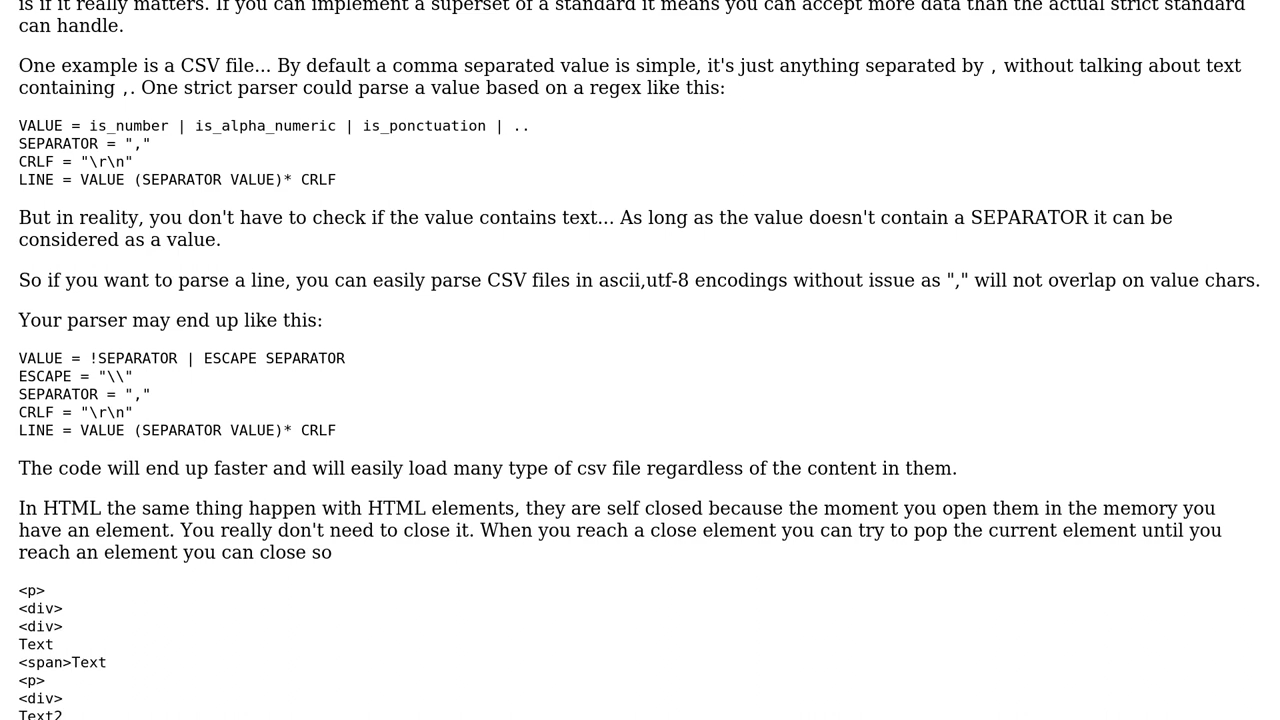 is if it really matters. If you can implement a superset of a standard it means you can accept more data than the actual strict standard
can handle.
One example is a CSV file... By default a comma separated value is simple, it's just anything separated by , without talking about text
containing ,. One strict parser could parse a value based on a regex like this:
VALUE = is_number | is_alpha_numeric | is_ponctuation | ..
SEPARATOR = ","
CRLF = "\r\n"
LINE = VALUE (SEPARATOR VALUE)* CRLF
But in reality, you don't have to check if the value contains text... As long as the value doesn't contain a SEPARATOR it can be
considered as a value.
So if you want to parse a line, you can easily parse CSV files in ascii,utf-8 encodings without issue as "," will not overlap on value chars.
Your parser may end up like this:
VALUE = !SEPARATOR | ESCAPE SEPARATOR
ESCAPE = "\\"
SEPARATOR = ","
CRLF = "\r\n"
LINE = VALUE (SEPARATOR VALUE)* CRLF
The code will end up faster and will easily load many type of csv file regardless of the content in them.
In HTML the same thing happen with HTML elements, they are self closed because the moment you open them in the memory you
have an element. You really don't need to close it. When you reach a close element you can try to pop the current element until you
reach an element you can close so
<p>
<div>
<div>
Text
<span>Text
<p>
<div>
Text2